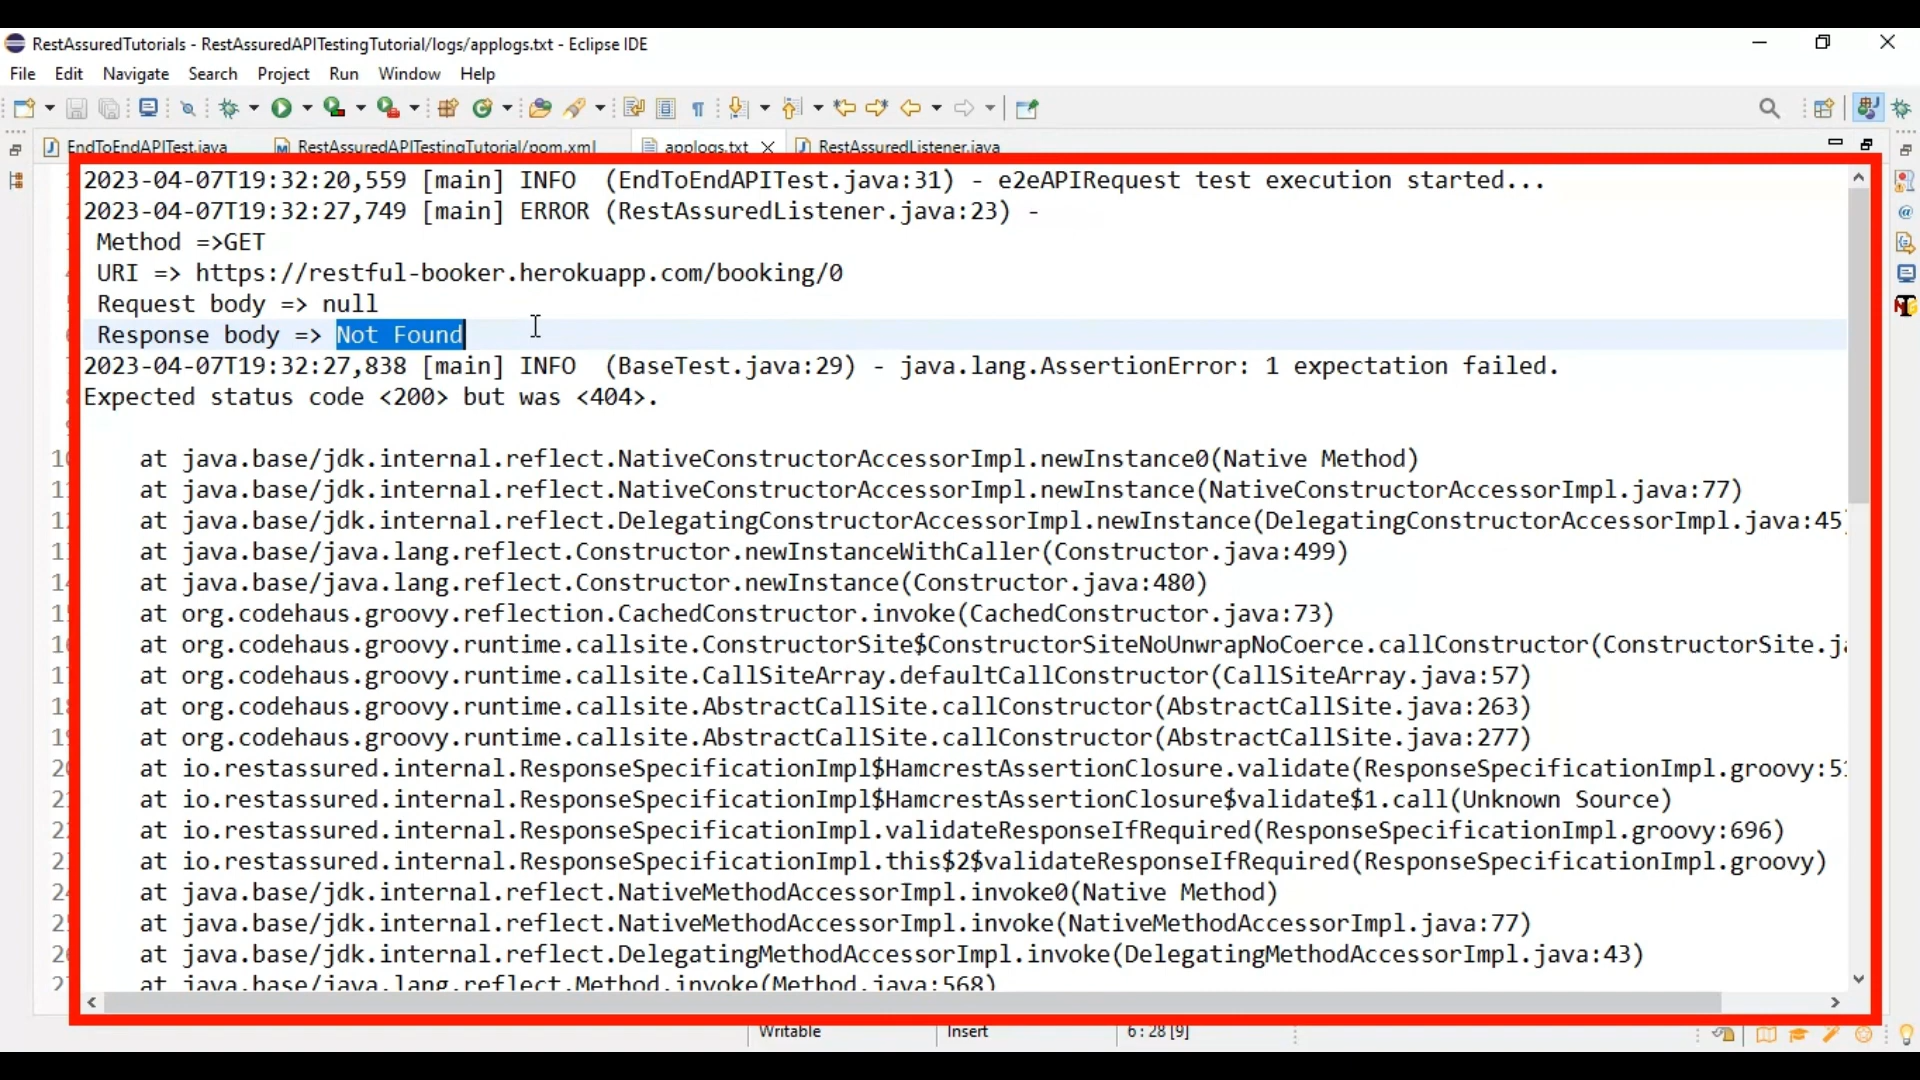 RestAssuredTutorials - RestAssuredAPITestingTutorial/logs/applogs.txt - Eclipse IDE
File Edit Navigate Search Project Run Window Help
EndToEndAPITest.java RestAssuredAPITestingTutorial/pom.xml applogs.txt RestAssuredListener.java
2023-04-07T19:32:20,559 [main] INFO (EndToEndAPITest.java:31) - e2eAPIRequest test execution started...
2023-04-07T19:32:27,749 [main] ERROR (RestAssuredListener.java:23) -
Method =>GET
URI => https://restful-booker.herokuapp.com/booking/0
Request body => null
Response body => Not Found
2023-04-07T19:32:27,838 [main] INFO (BaseTest.java:29) - java.lang.AssertionError: 1 expectation failed.
Expected status code <200> but was <404>.
at java.base/jdk.internal.reflect.NativeConstructorAccessorImpl.newInstance0(Native Method)
at java.base/jdk.internal.reflect.NativeConstructorAccessorImpl.newInstance(NativeConstructorAccessorImpl.java:77)
at java.base/jdk.internal.reflect.DelegatingConstructorAccessorImpl.newInstance(DelegatingConstructorAccessorImpl.java:45
at java.base/java.lang.reflect.Constructor.newInstanceWithCaller(Constructor.java:499)
at java.base/java.lang.reflect.Constructor.newInstance(Constructor.java:480)
at org.codehaus.groovy.reflection.CachedConstructor.invoke(CachedConstructor.java:73)
at org.codehaus.groovy.runtime.callsite.ConstructorSite$ConstructorSiteNoUnwrapNoCoerce.callConstructor(ConstructorSite.j
at org.codehaus.groovy.runtime.callsite.CallSiteArray.defaultCallConstructor(CallSiteArray.java:57)
at org.codehaus.groovy.runtime.callsite.AbstractCallSite.callConstructor(AbstractCallSite.java:263)
at org.codehaus.groovy.runtime.callsite.AbstractCallSite.callConstructor(AbstractCallSite.java:277)
at io.restassured.internal.ResponseSpecificationImpl$HamcrestAssertionClosure.validate(ResponseSpecificationImpl.groovy:5
at io.restassured.internal.ResponseSpecificationImpl$HamcrestAssertionClosure$validate$1.call(Unknown Source)
at io.restassured.internal.ResponseSpecificationImpl.validateResponseIfRequired(ResponseSpecificationImpl.groovy:696)
at io.restassured.internal.ResponseSpecificationImpl.this$2$validateResponseIfRequired(ResponseSpecificationImpl.groovy)
at java.base/jdk.internal.reflect.NativeMethodAccessorImpl.invoke0(Native Method)
at java.base/jdk.internal.reflect.NativeMethodAccessorImpl.invoke(NativeMethodAccessorImpl.java:77)
at java.base/jdk.internal.reflect.DelegatingMethodAccessorImpl.invoke(DelegatingMethodAccessorImpl.java:43)
at java.base/java.lang.reflect.Method.invoke(Method.java:568)
Writable Insert 6:28 [9]